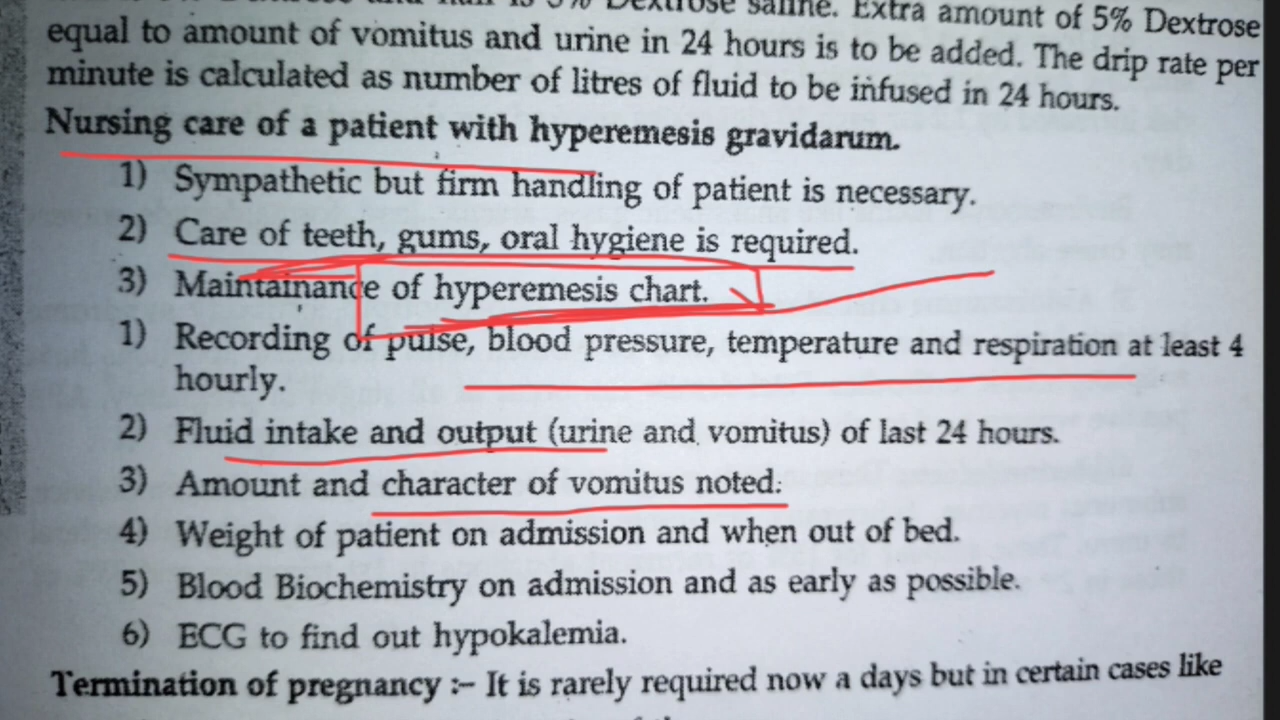 Dextrose saline. Extra amount of 5% Dextrose
equal to amount of vomitus and urine in 24 hours is to be added. The drip rate per
minute is calculated as number of litres of fluid to be infused in 24 hours.
Nursing care of a patient with hyperemesis gravidarum.
1) Sympathetic but firm handling of patient is necessary.
2) Care of teeth, gums, oral hygiene is required.
3) Maintainance of hyperemesis chart.
1) Recording of pulse, blood pressure, temperature and respiration at least 4
hourly.
2) Fluid intake and output (urine and vomitus) of last 24 hours.
3) Amount and character of vomitus noted.
4) Weight of patient on admission and when out of bed.
5) Blood Biochemistry on admission and as early as possible.
6) ECG to find out hypokalemia.
Termination of pregnancy :– It is rarely required now a days but in certain cases like